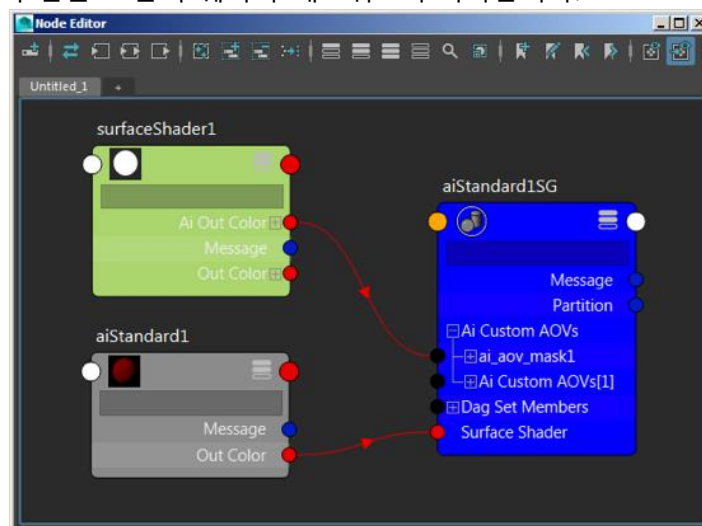 Node Editor
Untitled_1 +
surfaceShader1
Ai Out Color
Message
Out Color
aiStandard1
Message
Out Color
aiStandard1SG
Message
Partition
Ai Custom AOVs
ai_aov_mask1
Ai Custom AOVs[1]
Dag Set Members
Surface Shader